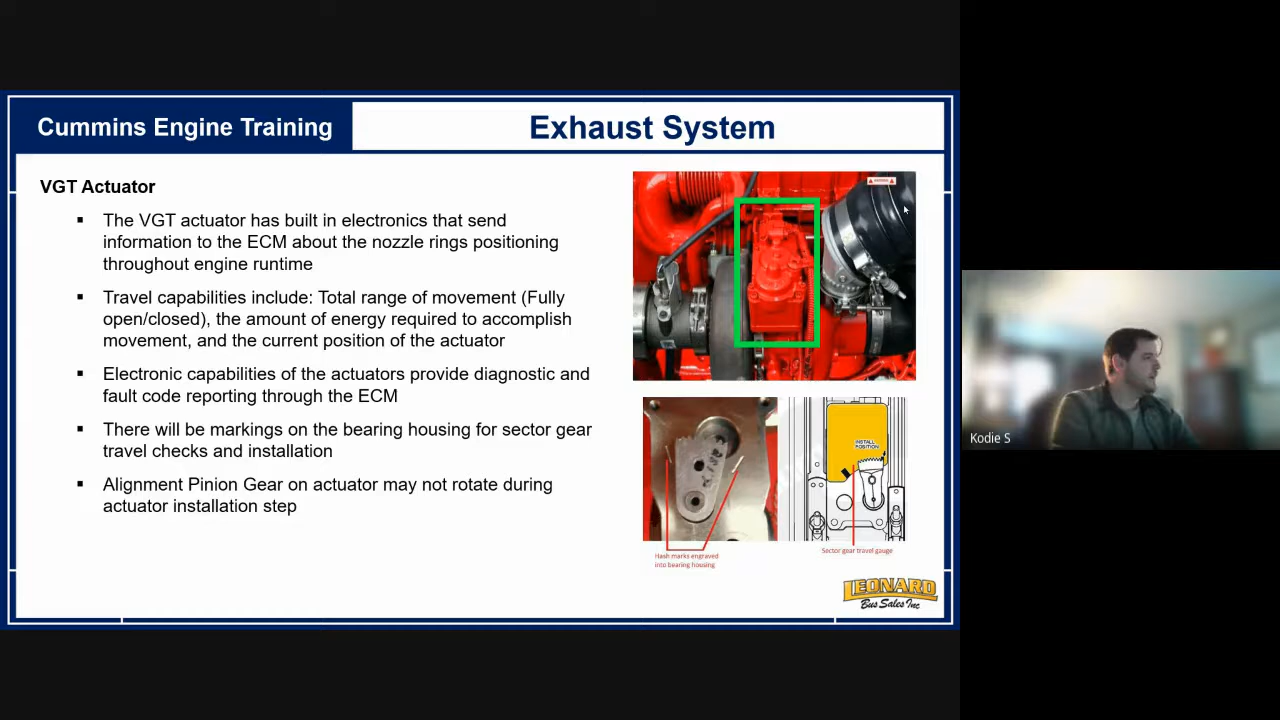 Cummins Engine Training
Exhaust System
VGT Actuator
▪ The VGT actuator has built in electronics that send
information to the ECM about the nozzle rings positioning
throughout engine runtime
▪ Travel capabilities include: Total range of movement (Fully
open/closed), the amount of energy required to accomplish
movement, and the current position of the actuator
▪ Electronic capabilities of the actuators provide diagnostic and
fault code reporting through the ECM
▪ There will be markings on the bearing housing for sector gear
travel checks and installation
▪ Alignment Pinion Gear on actuator may not rotate during
actuator installation step
INSTALL
POSITION
Hash marks engraved
into bearing housing
Sector gear travel gauge
LEONARD
Bus Sales Inc
Kodie S